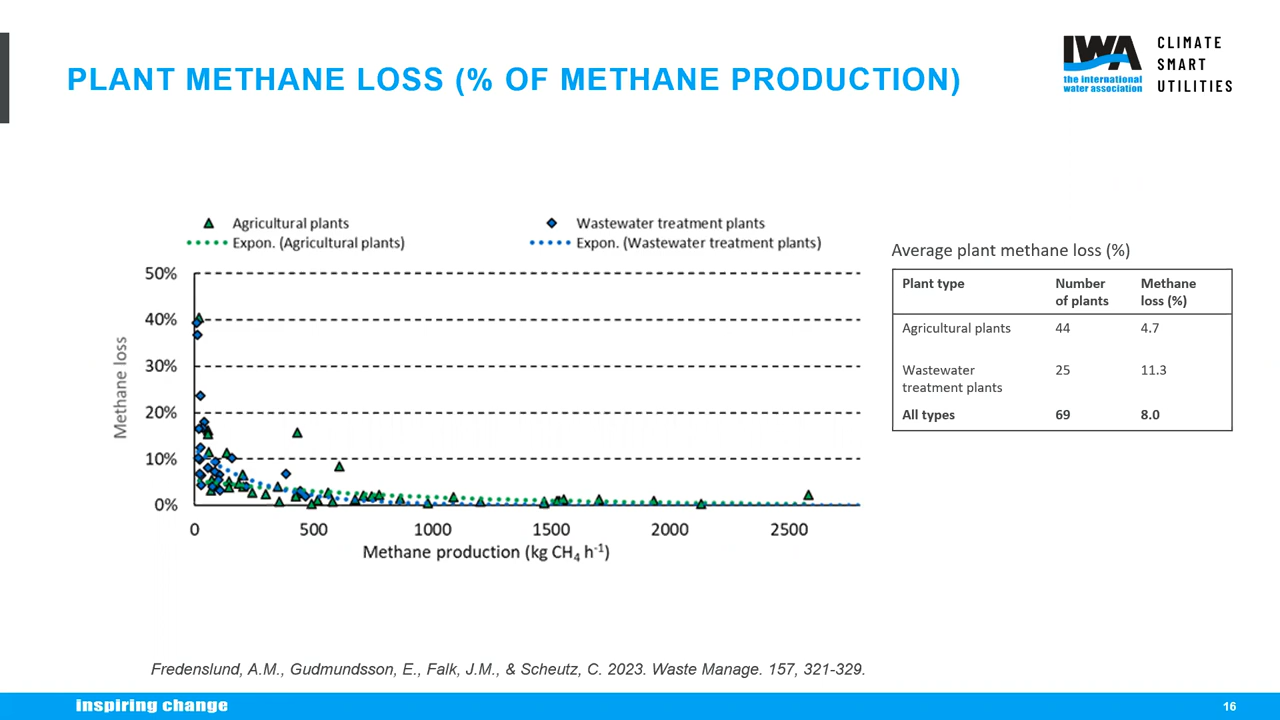 PLANT METHANE LOSS (% OF METHANE PRODUCTION)
IWA
the international
water association
CLIMATE
SMART
UTILITIES
Agricultural plants
Wastewater treatment plants
Expon. (Agricultural plants)
Expon. (Wastewater treatment plants)
50%
40%
30%
20%
10%
0%
Methane loss
0 500 1000 1500 2000 2500
Methane production (kg CH₄ h⁻¹)
Average plant methane loss (%)
Plant type Number of plants Methane loss (%)
Agricultural plants 44 4.7
Wastewater treatment plants 25 11.3
All types 69 8.0
Fredenslund, A.M., Gudmundsson, E., Falk, J.M., & Scheutz, C. 2023. Waste Manage. 157, 321-329.
inspiring change
16